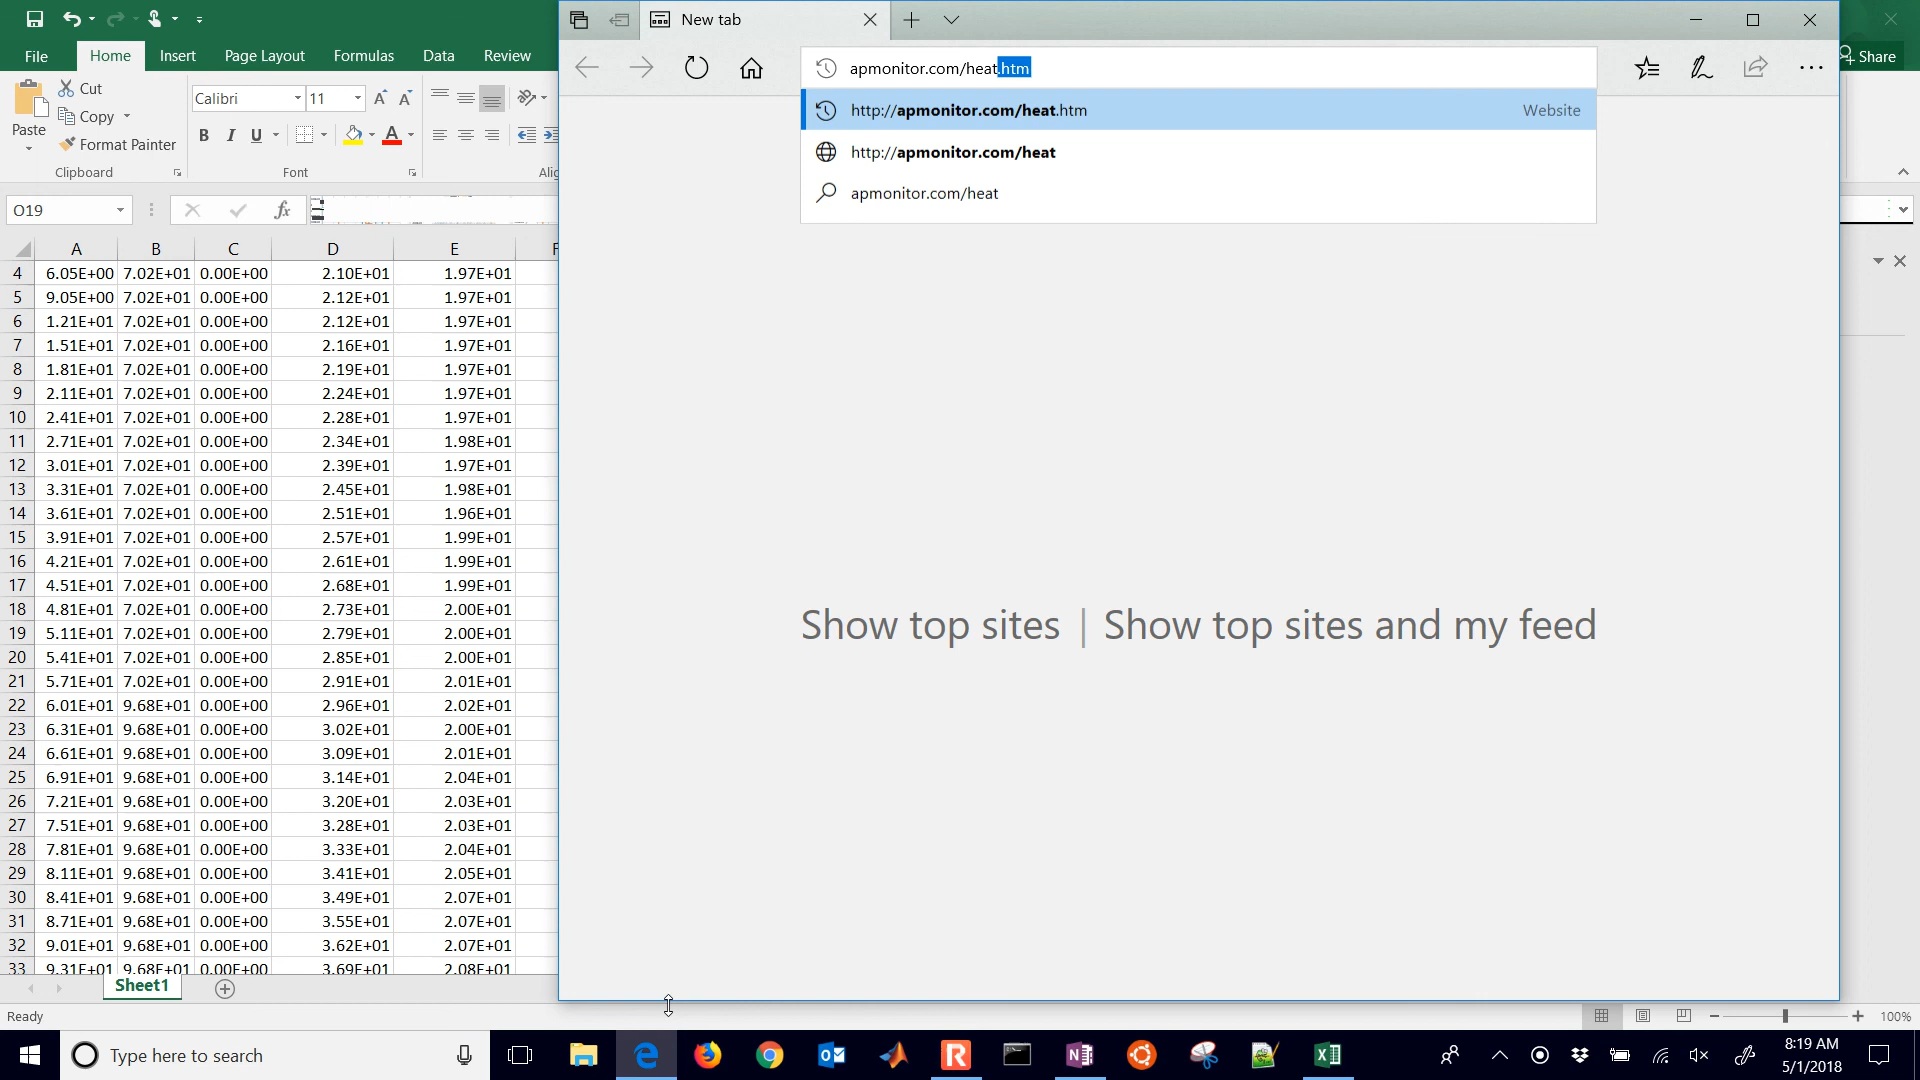 New tab
File Home Insert Page Layout Formulas Data Review
Share
apmonitor.com/heat.htm
http://apmonitor.com/heat.htm Website
http://apmonitor.com/heat
apmonitor.com/heat
Cut
Copy
Format Painter
Paste
Calibri 11
B I U A
Clipboard Font
O19 fx
A B C D E
4 6.05E+00 7.02E+01 0.00E+00 2.10E+01 1.97E+01
5 9.05E+00 7.02E+01 0.00E+00 2.12E+01 1.97E+01
6 1.21E+01 7.02E+01 0.00E+00 2.12E+01 1.97E+01
7 1.51E+01 7.02E+01 0.00E+00 2.16E+01 1.97E+01
8 1.81E+01 7.02E+01 0.00E+00 2.19E+01 1.97E+01
9 2.11E+01 7.02E+01 0.00E+00 2.24E+01 1.97E+01
10 2.41E+01 7.02E+01 0.00E+00 2.28E+01 1.97E+01
11 2.71E+01 7.02E+01 0.00E+00 2.34E+01 1.98E+01
12 3.01E+01 7.02E+01 0.00E+00 2.39E+01 1.97E+01
13 3.31E+01 7.02E+01 0.00E+00 2.45E+01 1.98E+01
14 3.61E+01 7.02E+01 0.00E+00 2.51E+01 1.96E+01
15 3.91E+01 7.02E+01 0.00E+00 2.57E+01 1.99E+01
16 4.21E+01 7.02E+01 0.00E+00 2.61E+01 1.99E+01
17 4.51E+01 7.02E+01 0.00E+00 2.68E+01 1.99E+01
18 4.81E+01 7.02E+01 0.00E+00 2.73E+01 2.00E+01
19 5.11E+01 7.02E+01 0.00E+00 2.79E+01 2.00E+01
20 5.41E+01 7.02E+01 0.00E+00 2.85E+01 2.00E+01
21 5.71E+01 7.02E+01 0.00E+00 2.91E+01 2.01E+01
22 6.01E+01 9.68E+01 0.00E+00 2.96E+01 2.02E+01
23 6.31E+01 9.68E+01 0.00E+00 3.02E+01 2.00E+01
24 6.61E+01 9.68E+01 0.00E+00 3.09E+01 2.01E+01
25 6.91E+01 9.68E+01 0.00E+00 3.14E+01 2.04E+01
26 7.21E+01 9.68E+01 0.00E+00 3.20E+01 2.03E+01
27 7.51E+01 9.68E+01 0.00E+00 3.28E+01 2.03E+01
28 7.81E+01 9.68E+01 0.00E+00 3.33E+01 2.04E+01
29 8.11E+01 9.68E+01 0.00E+00 3.41E+01 2.05E+01
30 8.41E+01 9.68E+01 0.00E+00 3.49E+01 2.07E+01
31 8.71E+01 9.68E+01 0.00E+00 3.55E+01 2.07E+01
32 9.01E+01 9.68E+01 0.00E+00 3.62E+01 2.07E+01
33 9.31E+01 9.68E+01 0.00E+00 3.69E+01 2.08E+01
Show top sites | Show top sites and my feed
Sheet1
Ready
100%
Type here to search
8:19 AM
5/1/2018